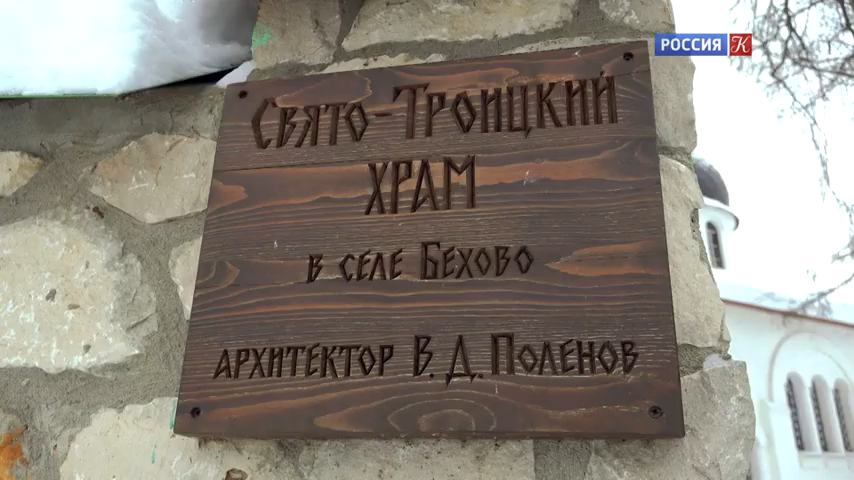 РОССИЯ К
Свято-Троицкий
храм
в селе Бехово
архитектор В.Д.Поленов